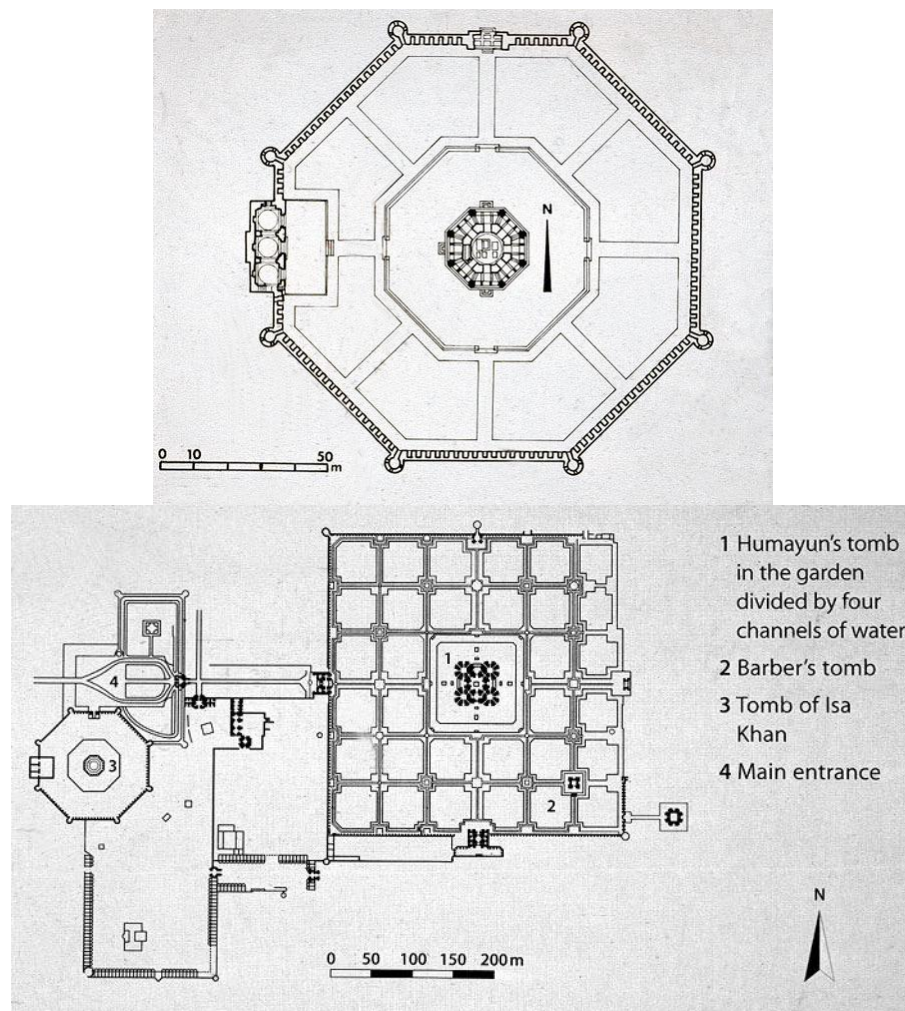 N
0 10 50
m
1 Humayun's tomb
in the garden
divided by four
channels of water
2 Barber's tomb
3 Tomb of Isa
Khan
4 Main entrance
1
4
3
2
N
0 50 100 150 200m